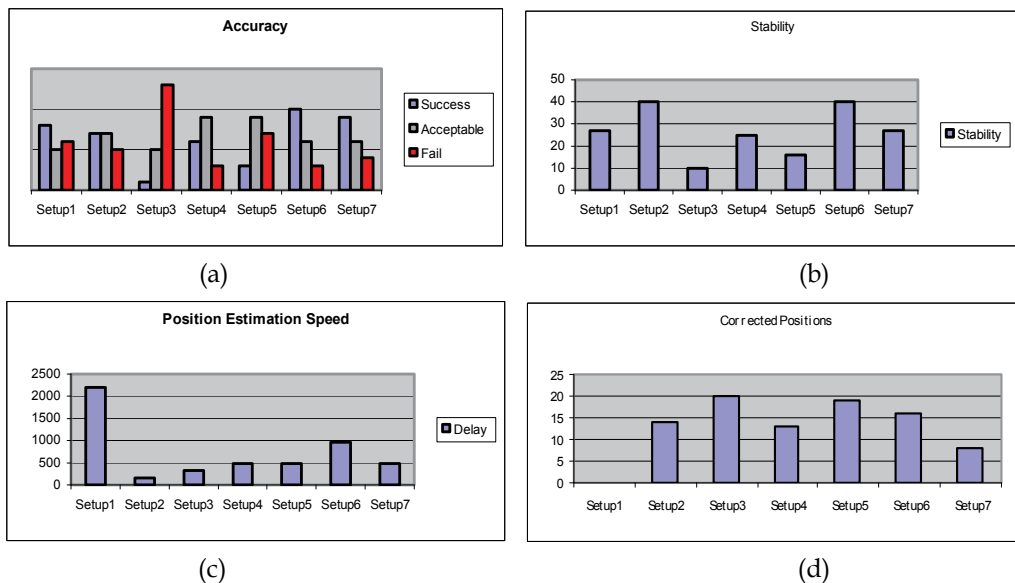 Accuracy
Success
Acceptable
Fail
Setup1 Setup2 Setup3 Setup4 Setup5 Setup6 Setup7
(a)
Stability
50
40
30
20
10
0
Stability
Setup1 Setup2 Setup3 Setup4 Setup5 Setup6 Setup7
(b)
Position Estimation Speed
2500
2000
1500
1000
500
0
Delay
Setup1 Setup2 Setup3 Setup4 Setup5 Setup6 Setup7
(c)
Corrected Positions
25
20
15
10
5
0
Setup1 Setup2 Setup3 Setup4 Setup5 Setup6 Setup7
(d)